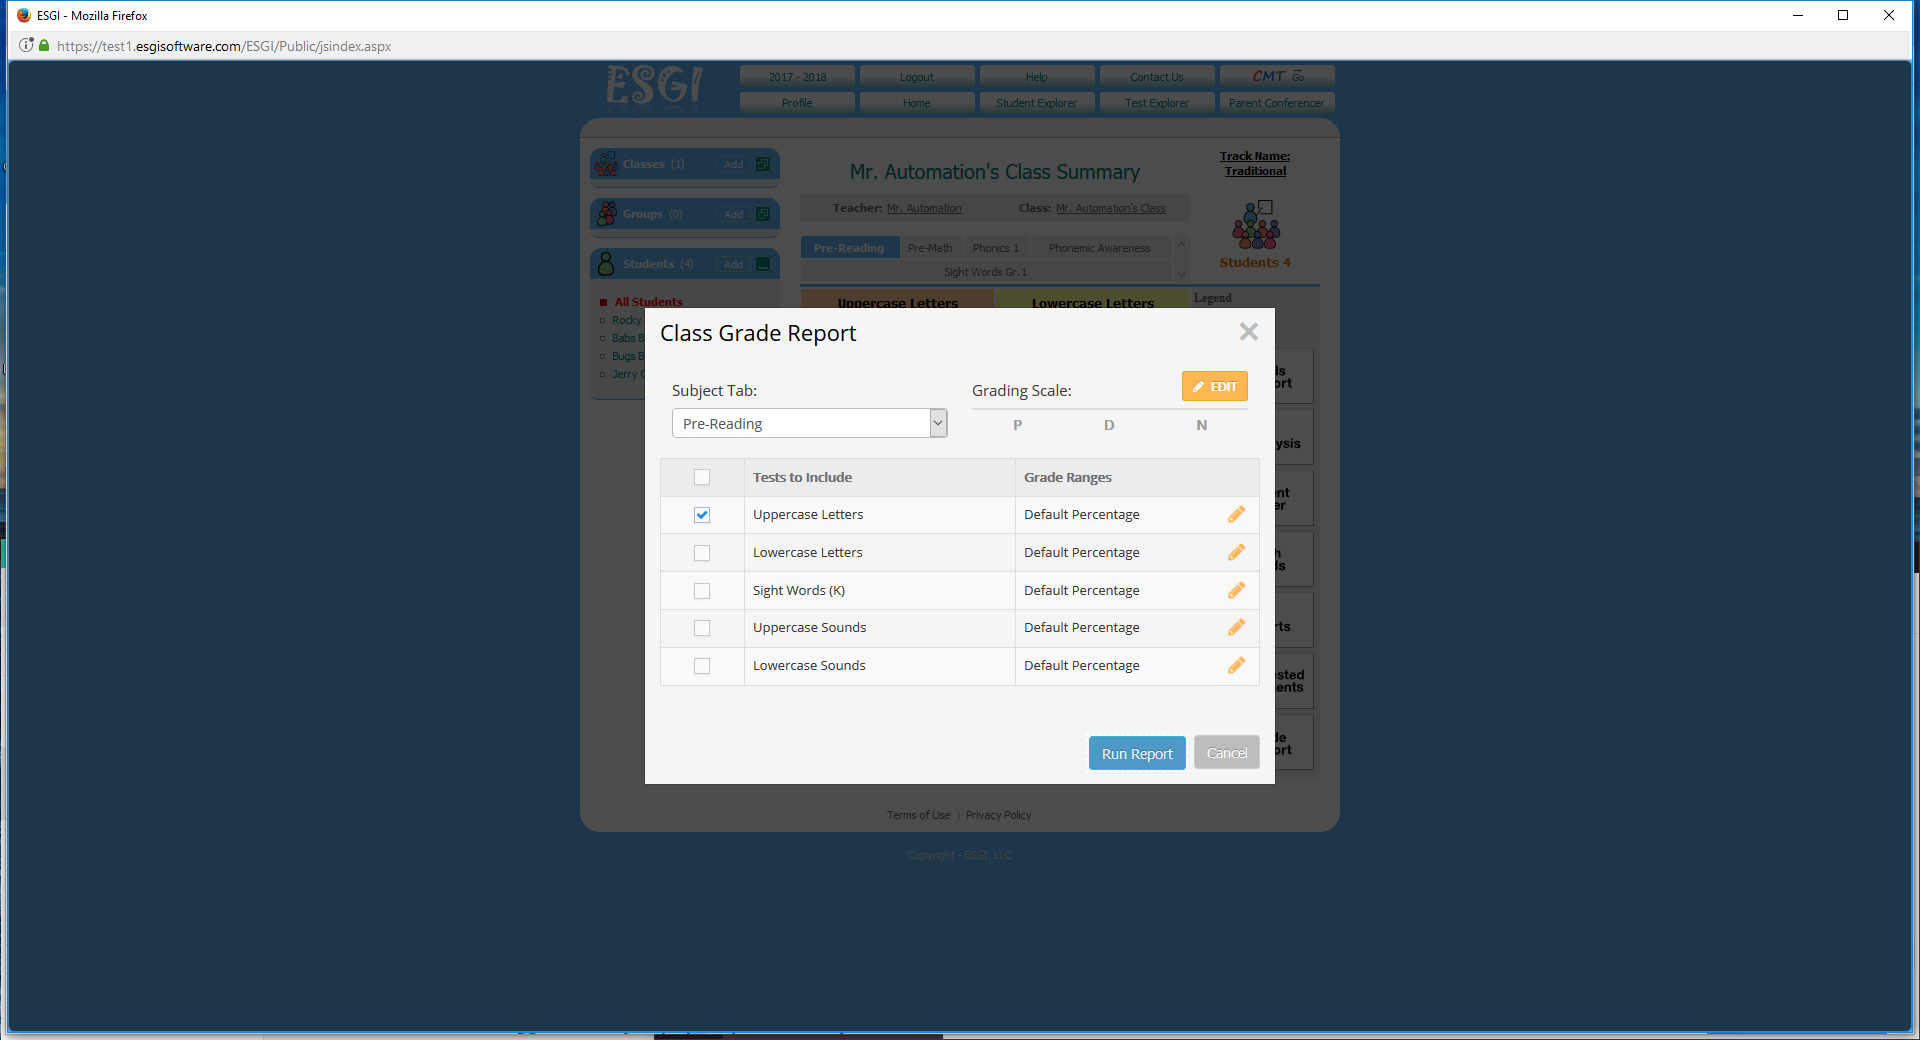 ESGI - Mozilla Firefox
https://test1.esgisoftware.com/ESGI/Public/jsindex.aspx
ESGI
2017 - 2018 Logout Help Contact Us CMT Go
Profile Home Student Explorer Test Explorer Parent Conferencer
Classes (1) Add
Groups (0) Add
Students (4) Add
All Students
Rocky
Babs B
Bugs B
Jerry
Mr. Automation's Class Summary
Teacher: Mr. Automation Class: Mr. Automation's Class
Pre-Reading Pre-Math Phonics 1 Phonemic Awareness
Sight Words Gr.1
Uppercase Letters Lowercase Letters
Track Name:
Traditional
Students 4
Legend
Class Grade Report
Subject Tab:
Pre-Reading
Grading Scale: EDIT
P D N
Tests to Include Grade Ranges
Uppercase Letters Default Percentage
Lowercase Letters Default Percentage
Sight Words (K) Default Percentage
Uppercase Sounds Default Percentage
Lowercase Sounds Default Percentage
Run Report Cancel
Terms of Use | Privacy Policy
Copyright - ESGI, LLC